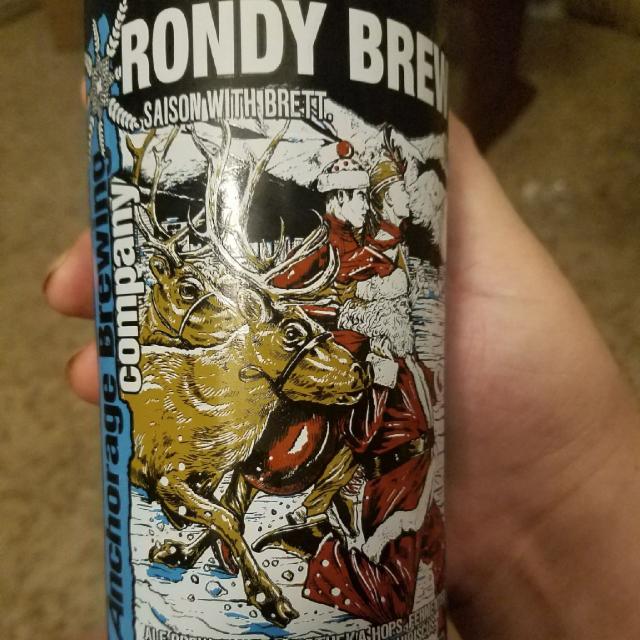 RONDY BREW
SAISON WITH BRETT.
Anchorage Brewing
company